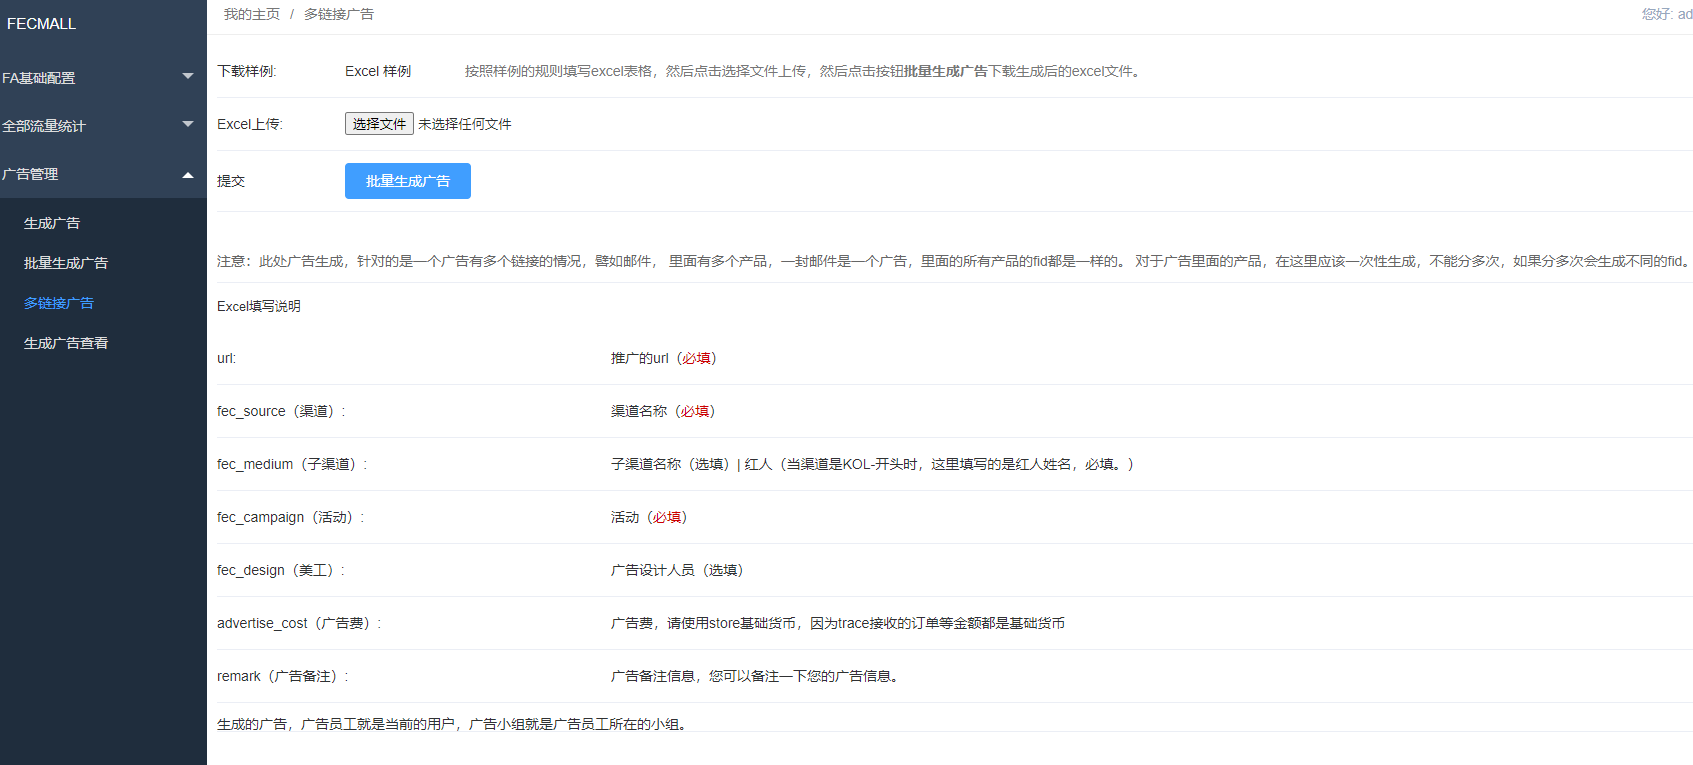 FECMALL
FA基础配置
全部流量统计
广告管理
生成广告
批量生成广告
多链接广告
生成广告查看
我的主页 / 多链接广告
您好: ad
下载样例: Excel 样例 按照样例的规则填写excel表格，然后点击选择文件上传，然后点击按钮批量生成广告下载生成后的excel文件。
Excel上传: 选择文件 未选择任何文件
提交 批量生成广告
注意：此处广告生成，针对的是一个广告有多个链接的情况，譬如邮件， 里面有多个产品，一封邮件是一个广告，里面的所有产品的fid都是一样的。 对于广告里面的产品，在这里应该一次性生成，不能分多次，如果分多次会生成不同的fid。
Excel填写说明
url: 推广的url（必填）
fec_source（渠道）: 渠道名称（必填）
fec_medium（子渠道）: 子渠道名称（选填）| 红人（当渠道是KOL-开头时，这里填写的是红人姓名，必填。）
fec_campaign（活动）: 活动（必填）
fec_design（美工）: 广告设计人员（选填）
advertise_cost（广告费）: 广告费，请使用store基础货币，因为trace接收的订单等金额都是基础货币
remark（广告备注）: 广告备注信息，您可以备注一下您的广告信息。
生成的广告，广告员工就是当前的用户，广告小组就是广告员工所在的小组。